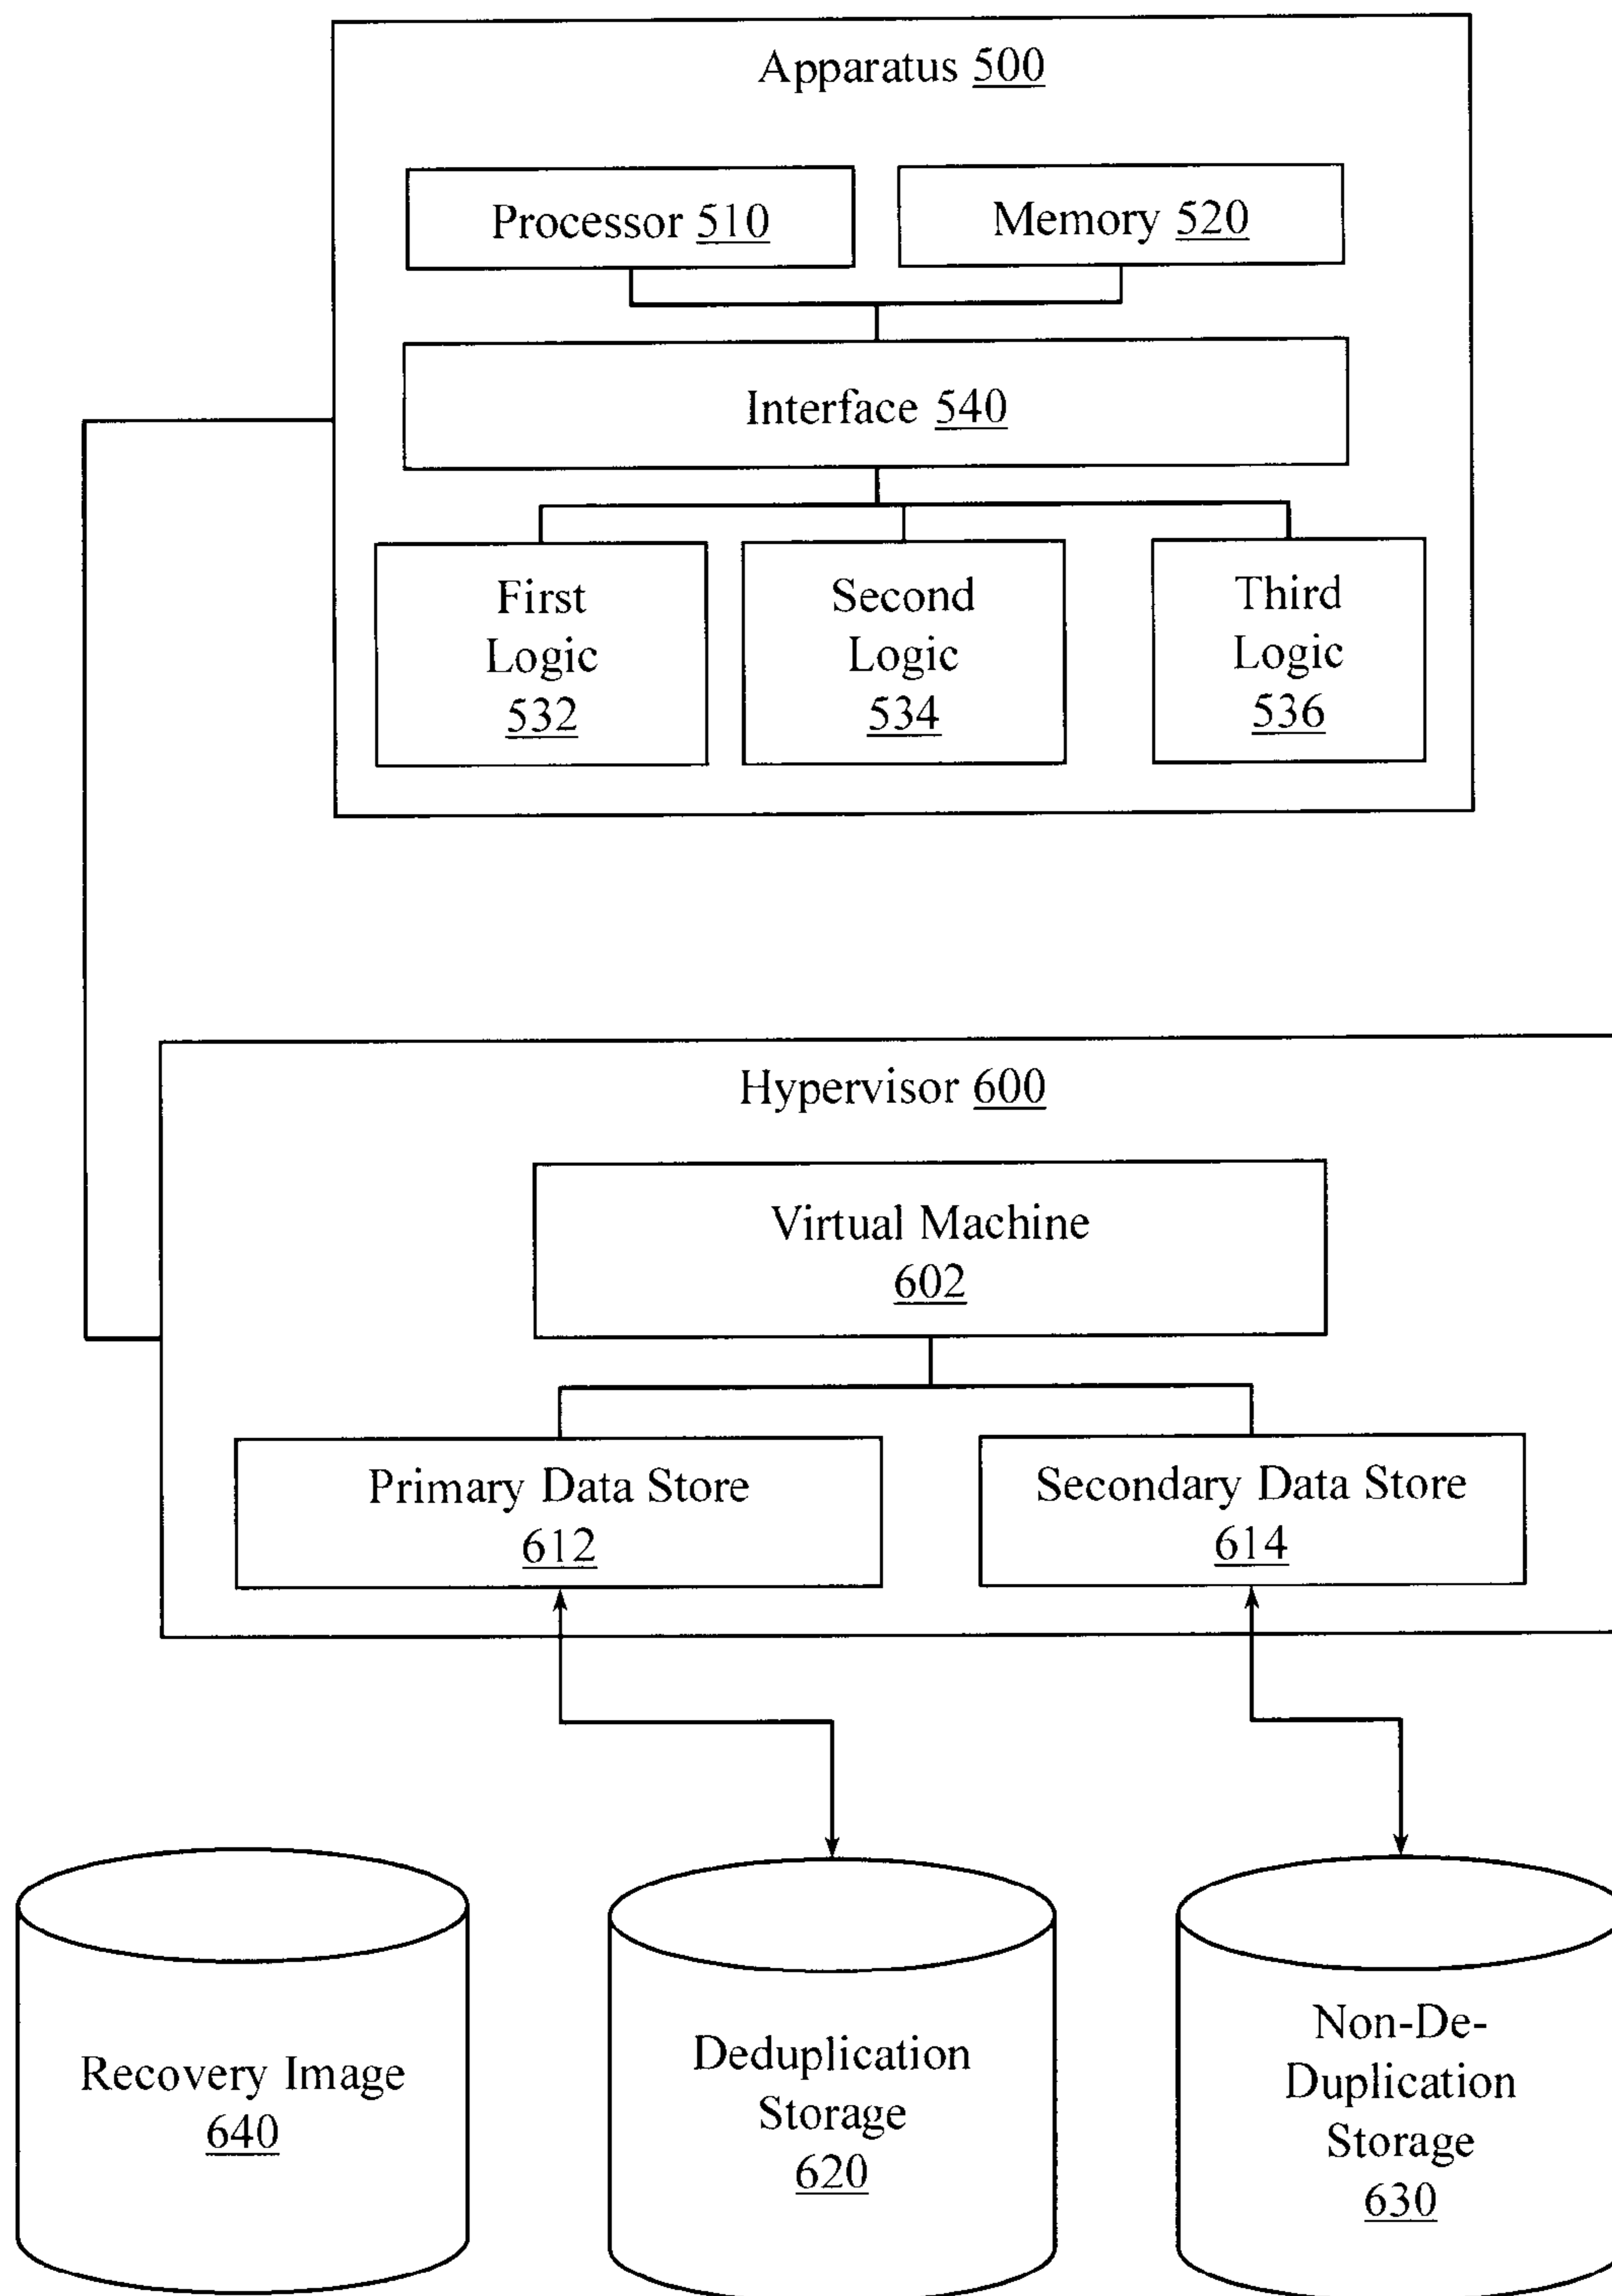 Apparatus 500
Processor 510
Memory 520
Interface 540
First
Logic
532
Second
Logic
534
Third
Logic
536
Hypervisor 600
Virtual Machine
602
Primary Data Store
612
Secondary Data Store
614
Recovery Image
640
Deduplication
Storage
620
Non-De-
Duplication
Storage
630